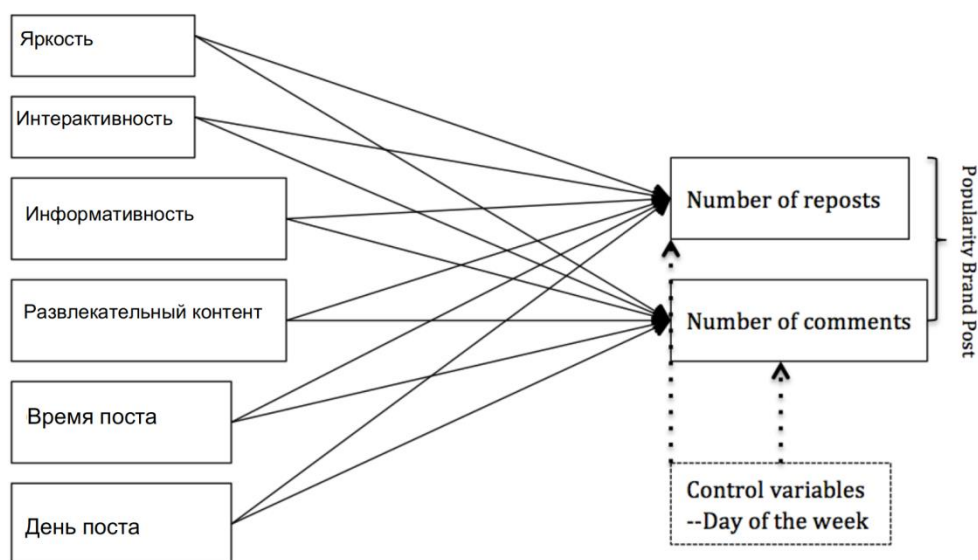 Яркость
Интерактивность
Информативность
Развлекательный контент
Время поста
День поста
Number of reposts
Number of comments
Popularity Brand Post
Control variables
--Day of the week